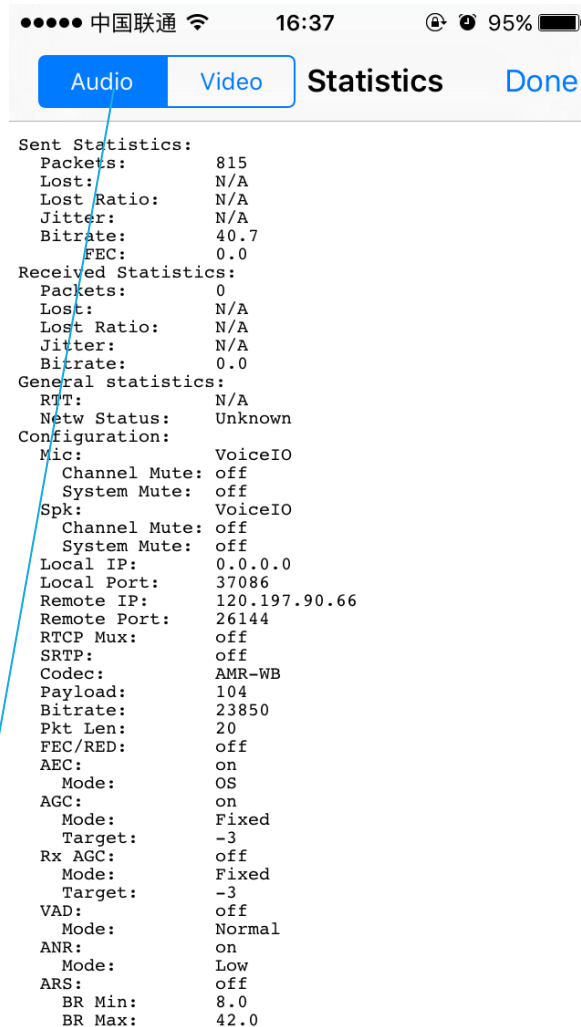 中国联通 16:37 95%
Audio Video Statistics Done
Sent Statistics:
Packets: 815
Lost: N/A
Lost Ratio: N/A
Jitter: N/A
Bitrate: 40.7
FEC: 0.0
Received Statistics:
Packets: 0
Lost: N/A
Lost Ratio: N/A
Jitter: N/A
Bitrate: 0.0
General statistics:
RTT: N/A
Netw Status: Unknown
Configuration:
Mic: VoiceIO
Channel Mute: off
System Mute: off
Spk: VoiceIO
Channel Mute: off
System Mute: off
Local IP: 0.0.0.0
Local Port: 37086
Remote IP: 120.197.90.66
Remote Port: 26144
RTCP Mux: off
SRTP: off
Codec: AMR-WB
Payload: 104
Bitrate: 23850
Pkt Len: 20
FEC/RED: off
AEC: on
Mode: OS
AGC: on
Mode: Fixed
Target: -3
Rx AGC: off
Mode: Fixed
Target: -3
VAD: off
Mode: Normal
ANR: on
Mode: Low
ARS: off
BR Min: 8.0
BR Max: 42.0